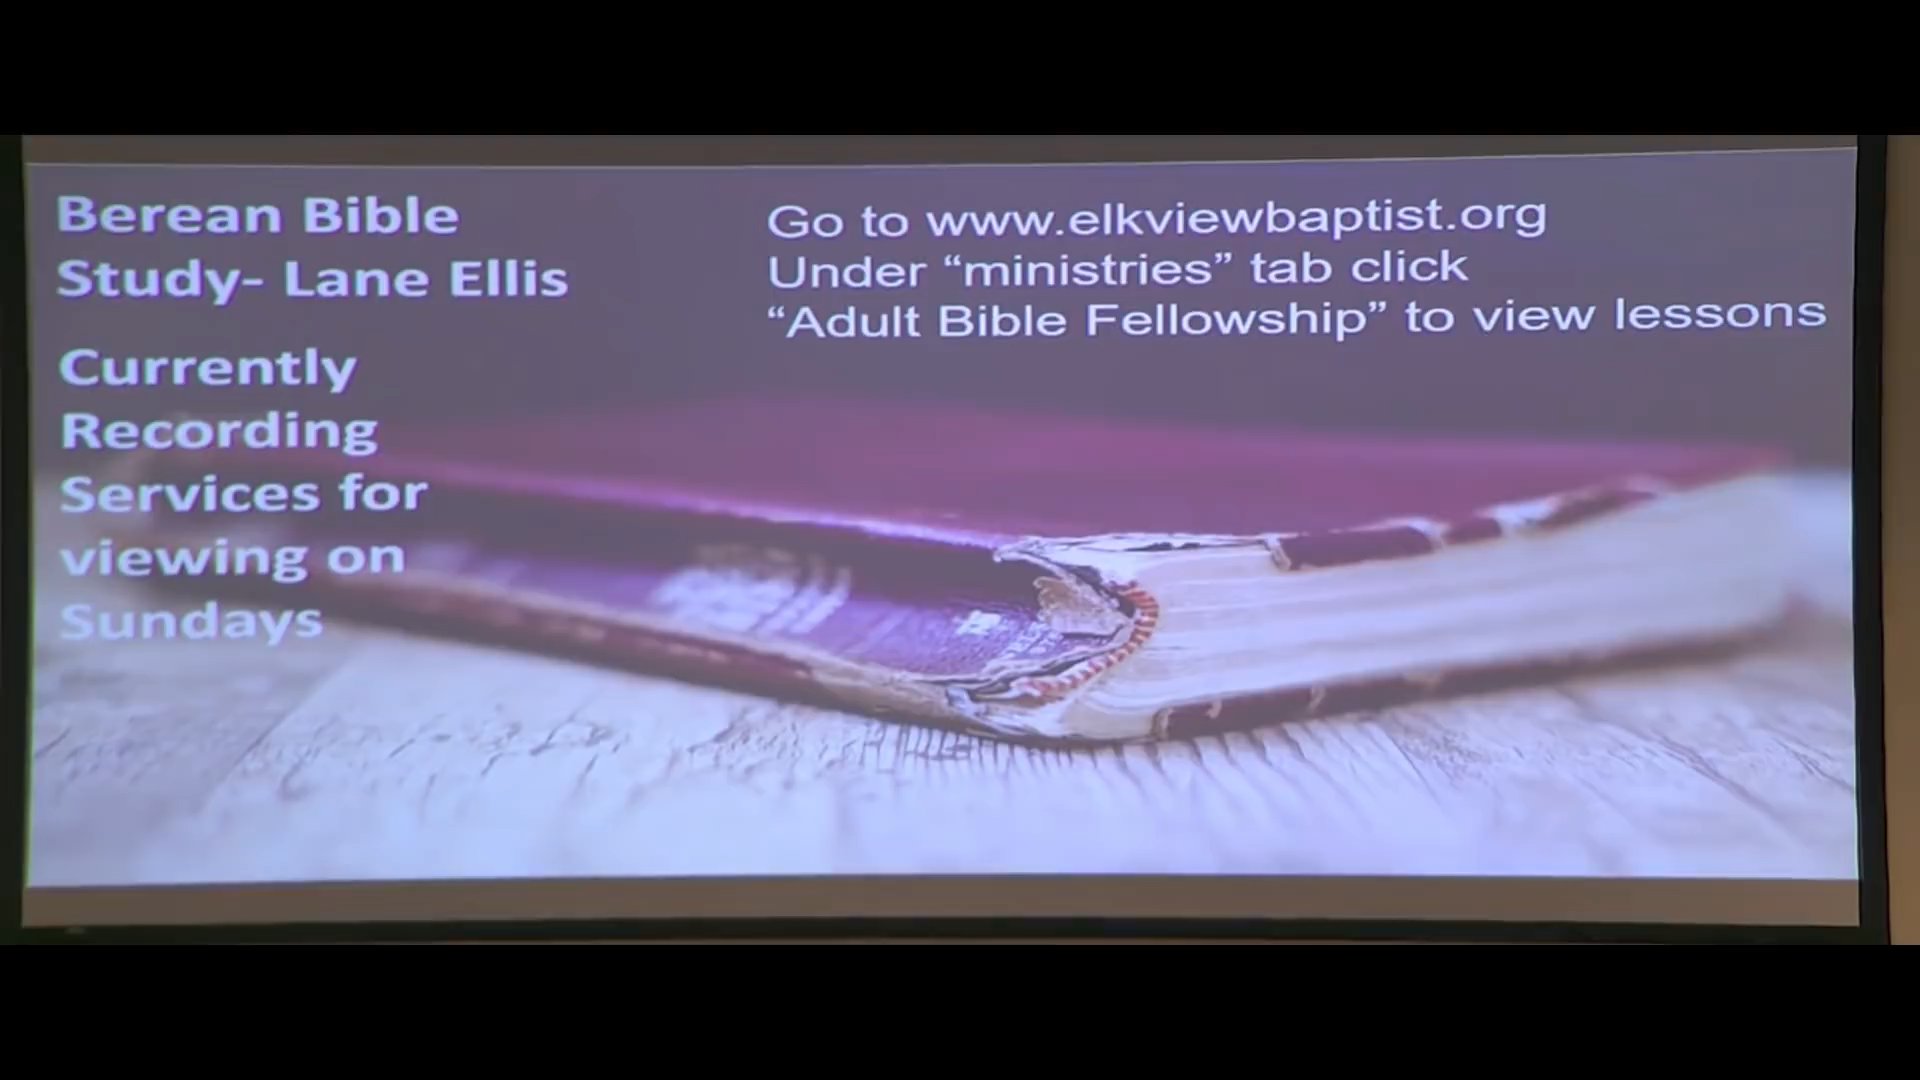 Berean Bible
Study- Lane Ellis
Currently
Recording
Services for
viewing on
Sundays
Go to www.elkviewbaptist.org
Under “ministries” tab click
“Adult Bible Fellowship” to view lessons